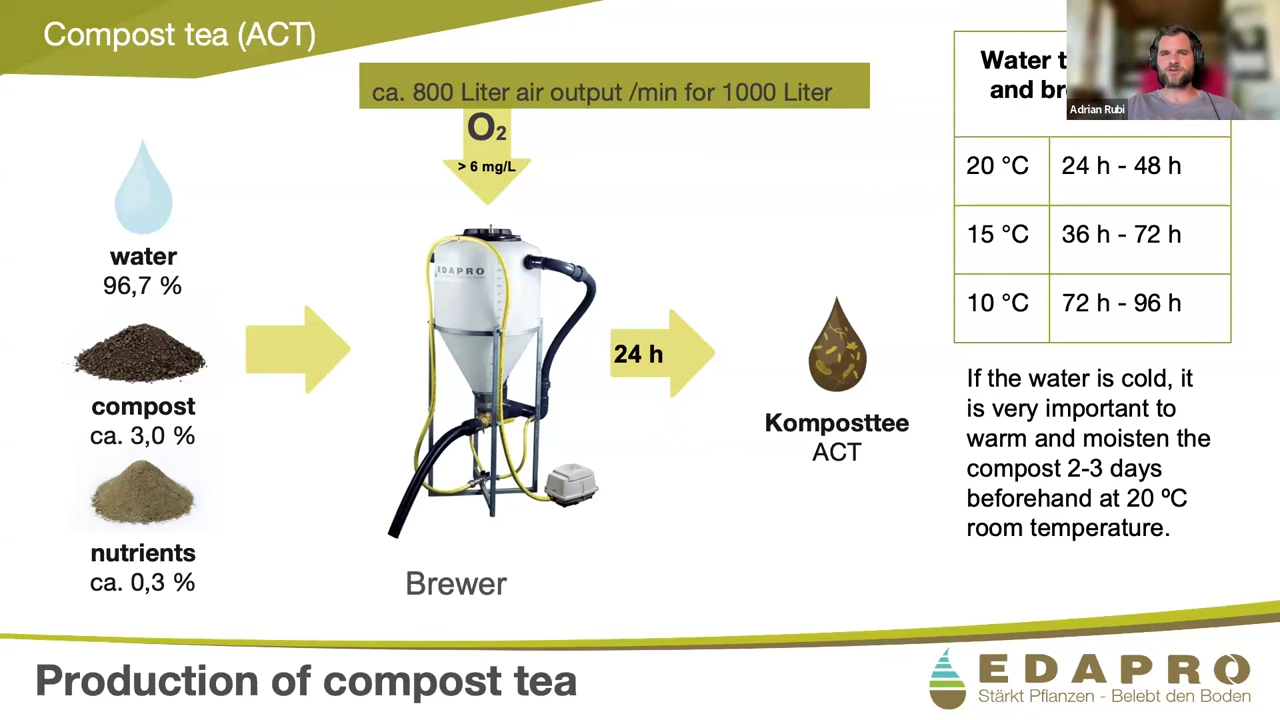 Compost tea (ACT)
ca. 800 Liter air output /min for 1000 Liter
O₂
> 6 mg/L
water
96,7 %
compost
ca. 3,0 %
nutrients
ca. 0,3 %
EDAPRO
Brewer
24 h
Komposttee
ACT
Water
and
Adrian Rubi
20 °C 24 h - 48 h
15 °C 36 h - 72 h
10 °C 72 h - 96 h
If the water is cold, it
is very important to
warm and moisten the
compost 2-3 days
beforehand at 20 ºC
room temperature.
Production of compost tea
EDAPRO
Stärkt Pflanzen - Belebt den Boden